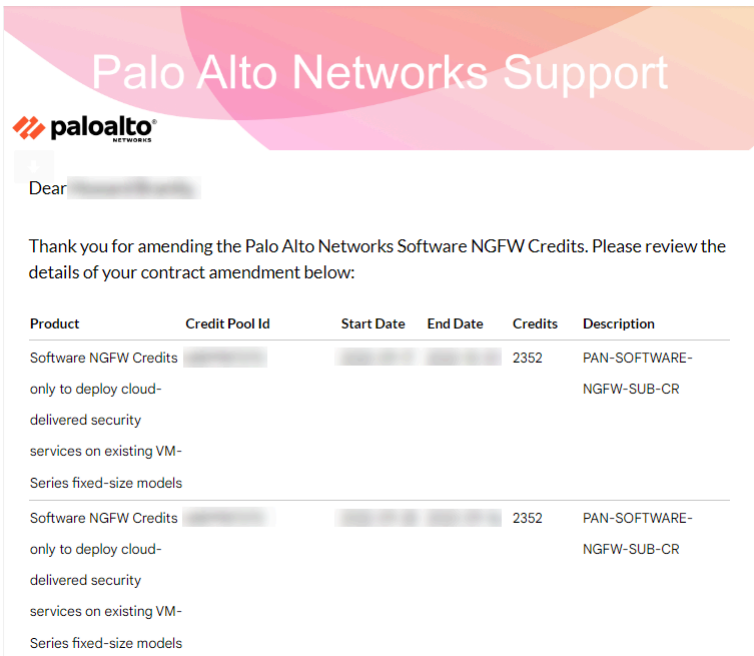 Palo Alto Networks Support
paloalto®
NETWORKS
Dear
Thank you for amending the Palo Alto Networks Software NGFW Credits. Please review the
details of your contract amendment below:
Product Credit Pool Id Start Date End Date Credits Description
Software NGFW Credits 2352 PAN-SOFTWARE-
only to deploy cloud- NGFW-SUB-CR
delivered security
services on existing VM-
Series fixed-size models
Software NGFW Credits 2352 PAN-SOFTWARE-
only to deploy cloud- NGFW-SUB-CR
delivered security
services on existing VM-
Series fixed-size models